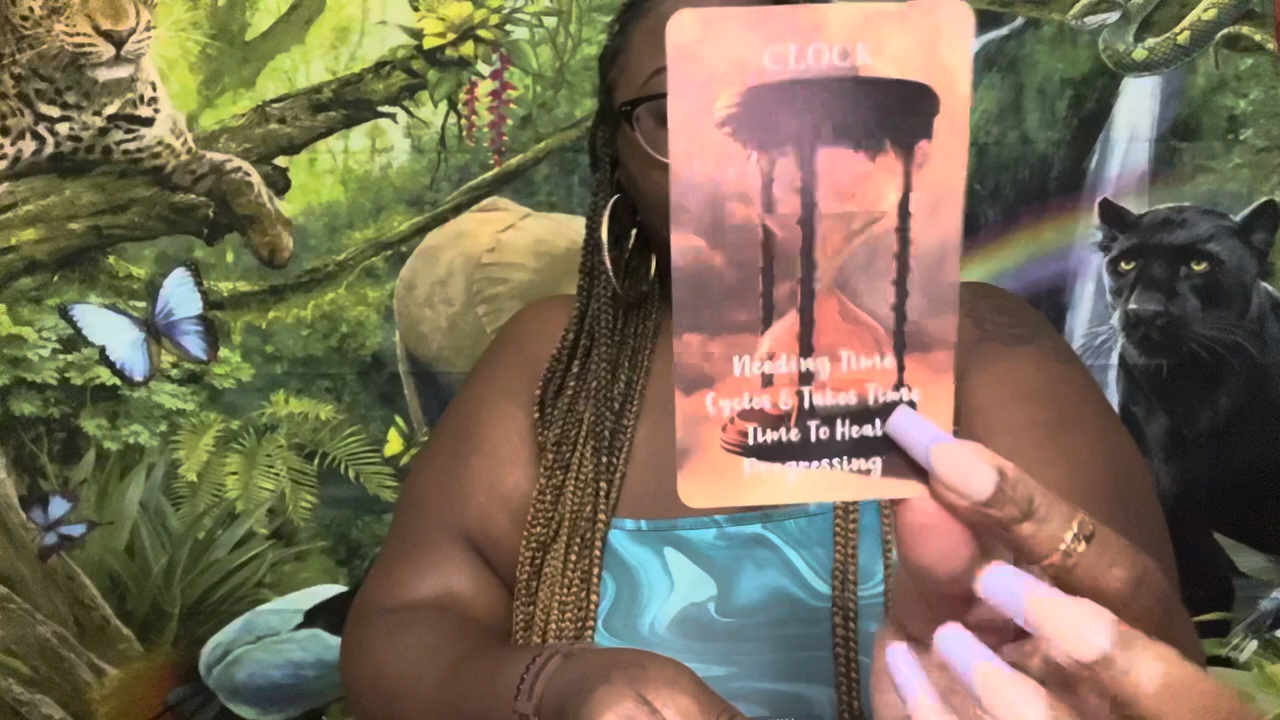 CLOCK
Needing Time
Cycles & Takes Time
Time To Heal
Progressing